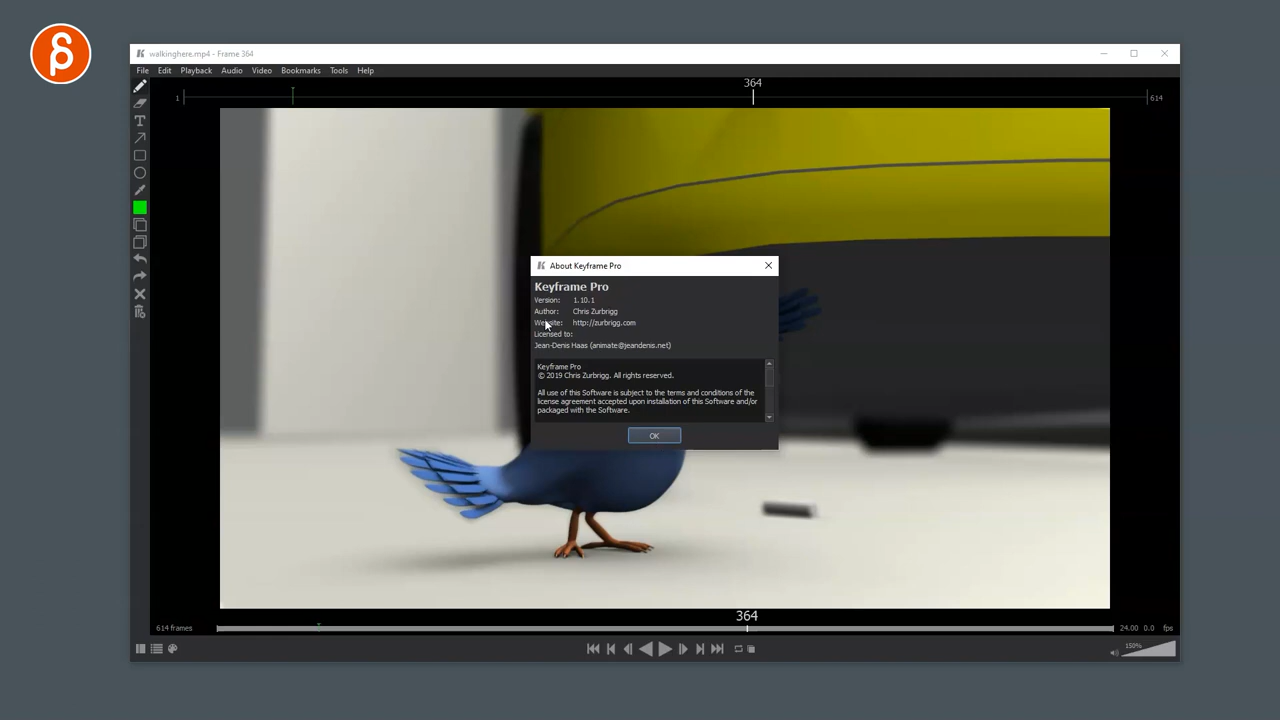 walkinghere.mp4 - Frame 364
File Edit Playback Audio Video Bookmarks Tools Help
364
1 614
T
About Keyframe Pro
Keyframe Pro
Version: 1.10.1
Author: Chris Zurbrigg
Website: http://zurbrigg.com
Licensed to:
Jean-Denis Haas (animate@jeandenis.net)
Keyframe Pro
© 2019 Chris Zurbrigg. All rights reserved.
All use of this Software is subject to the terms and conditions of the
license agreement accepted upon installation of this Software and/or
packaged with the Software.
OK
364
614 frames 24.00 0.0 fps
150%